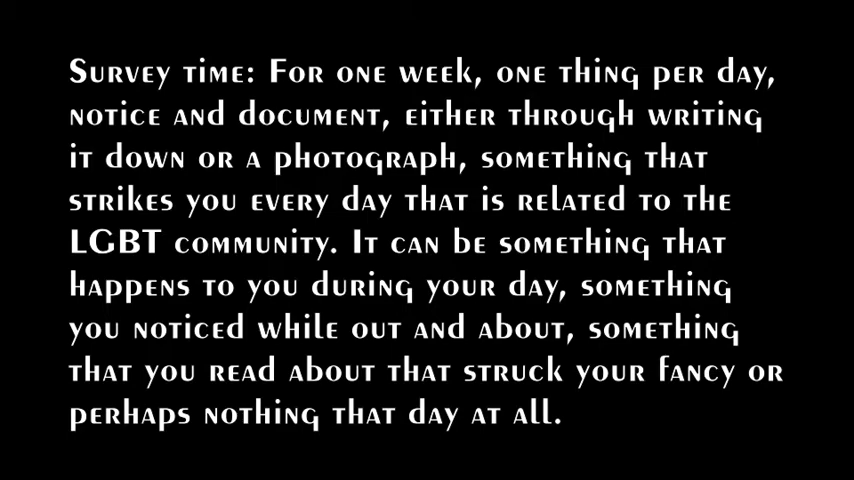 Survey time: For one week, one thing per day,
notice and document, either through writing
it down or a photograph, something that
strikes you every day that is related to the
LGBT community. It can be something that
happens to you during your day, something
you noticed while out and about, something
that you read about that struck your fancy or
perhaps nothing that day at all.